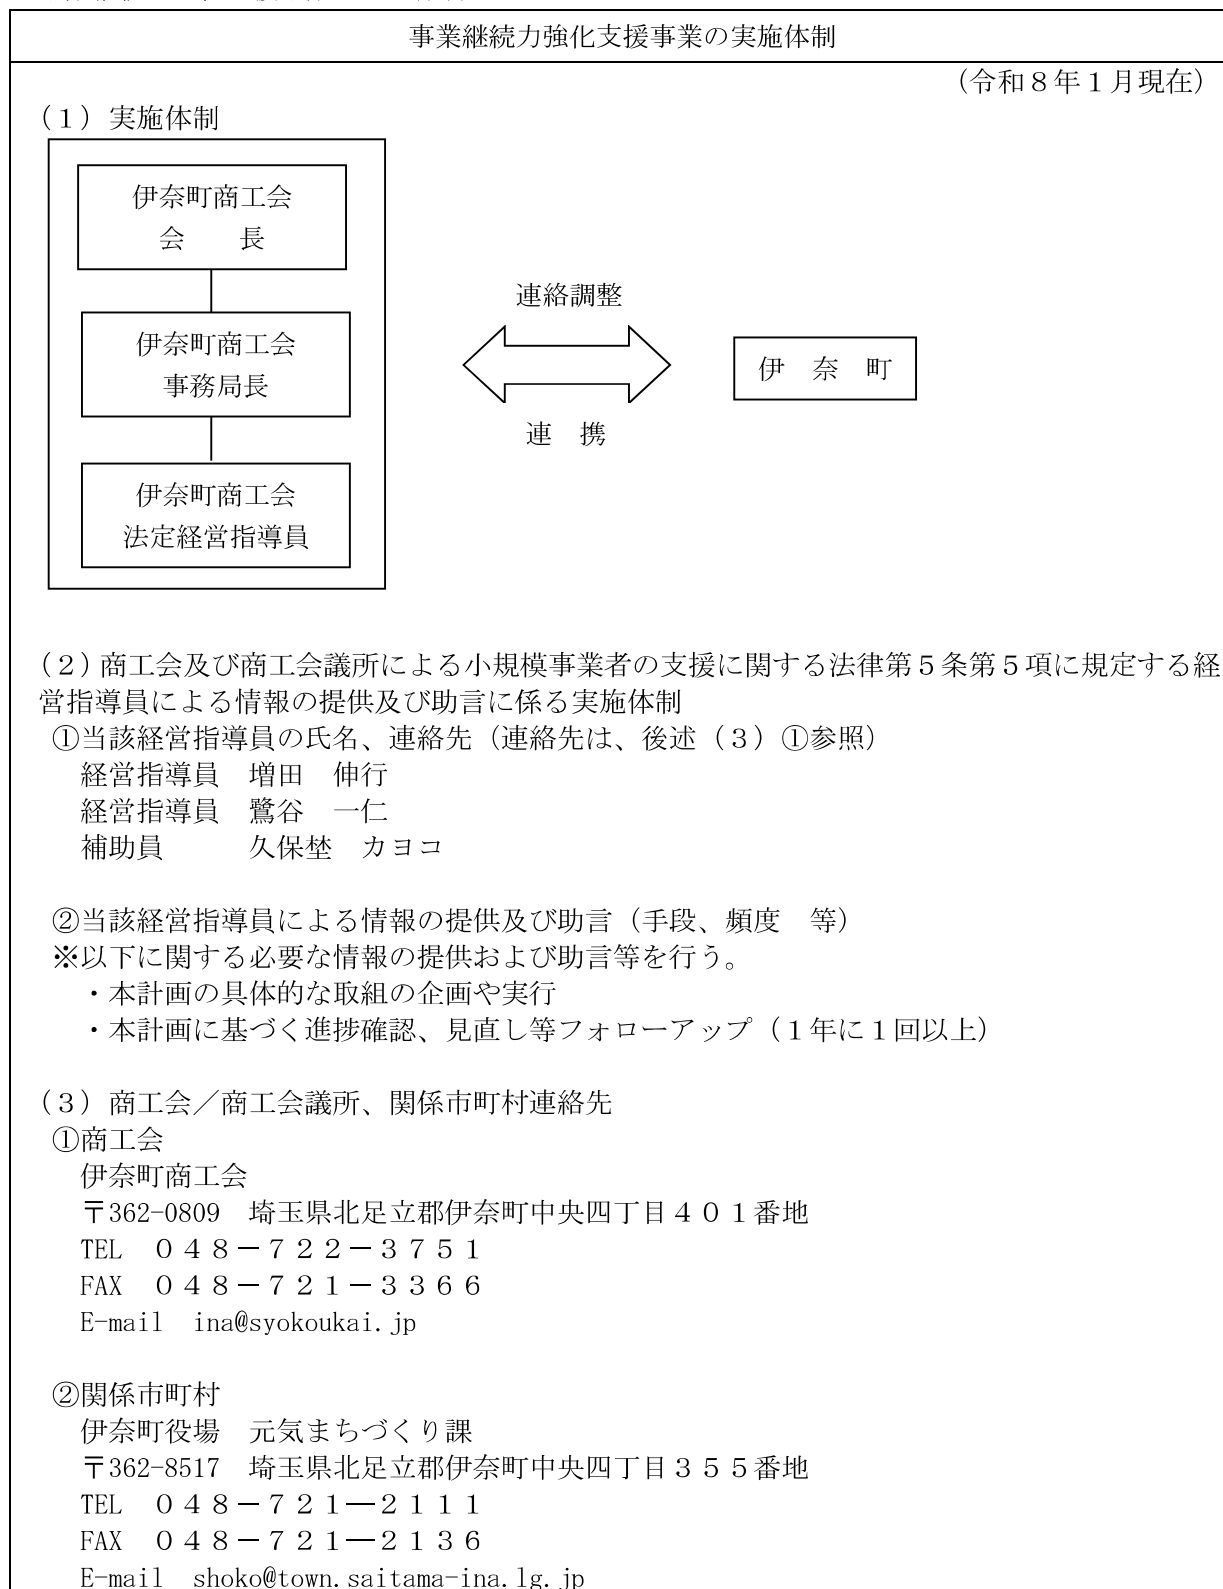 事業継続力強化支援事業の実施体制
（令和８年１月現在）
（１）実施体制
伊奈町商工会
会　　長
伊奈町商工会
事務局長
伊奈町商工会
法定経営指導員
連絡調整
連　携
伊　奈　町
（２）商工会及び商工会議所による小規模事業者の支援に関する法律第５条第５項に規定する経
営指導員による情報の提供及び助言に係る実施体制
①当該経営指導員の氏名、連絡先（連絡先は、後述（３）①参照）
経営指導員　増田　伸行
経営指導員　鷺谷　一仁
補助員　　　久保埜　カヨコ
②当該経営指導員による情報の提供及び助言（手段、頻度　等）
※以下に関する必要な情報の提供および助言等を行う。
・本計画の具体的な取組の企画や実行
・本計画に基づく進捗確認、見直し等フォローアップ（１年に１回以上）
（３）商工会／商工会議所、関係市町村連絡先
①商工会
伊奈町商工会
〒362-0809　埼玉県北足立郡伊奈町中央四丁目４０１番地
TEL　０４８－７２２－３７５１
FAX　０４８－７２１－３３６６
E-mail　ina@syokoukai.jp
②関係市町村
伊奈町役場　元気まちづくり課
〒362-8517　埼玉県北足立郡伊奈町中央四丁目３５５番地
TEL　０４８－７２１―２１１１
FAX　０４８－７２１―２１３６
E-mail　shoko@town.saitama-ina.lg.jp